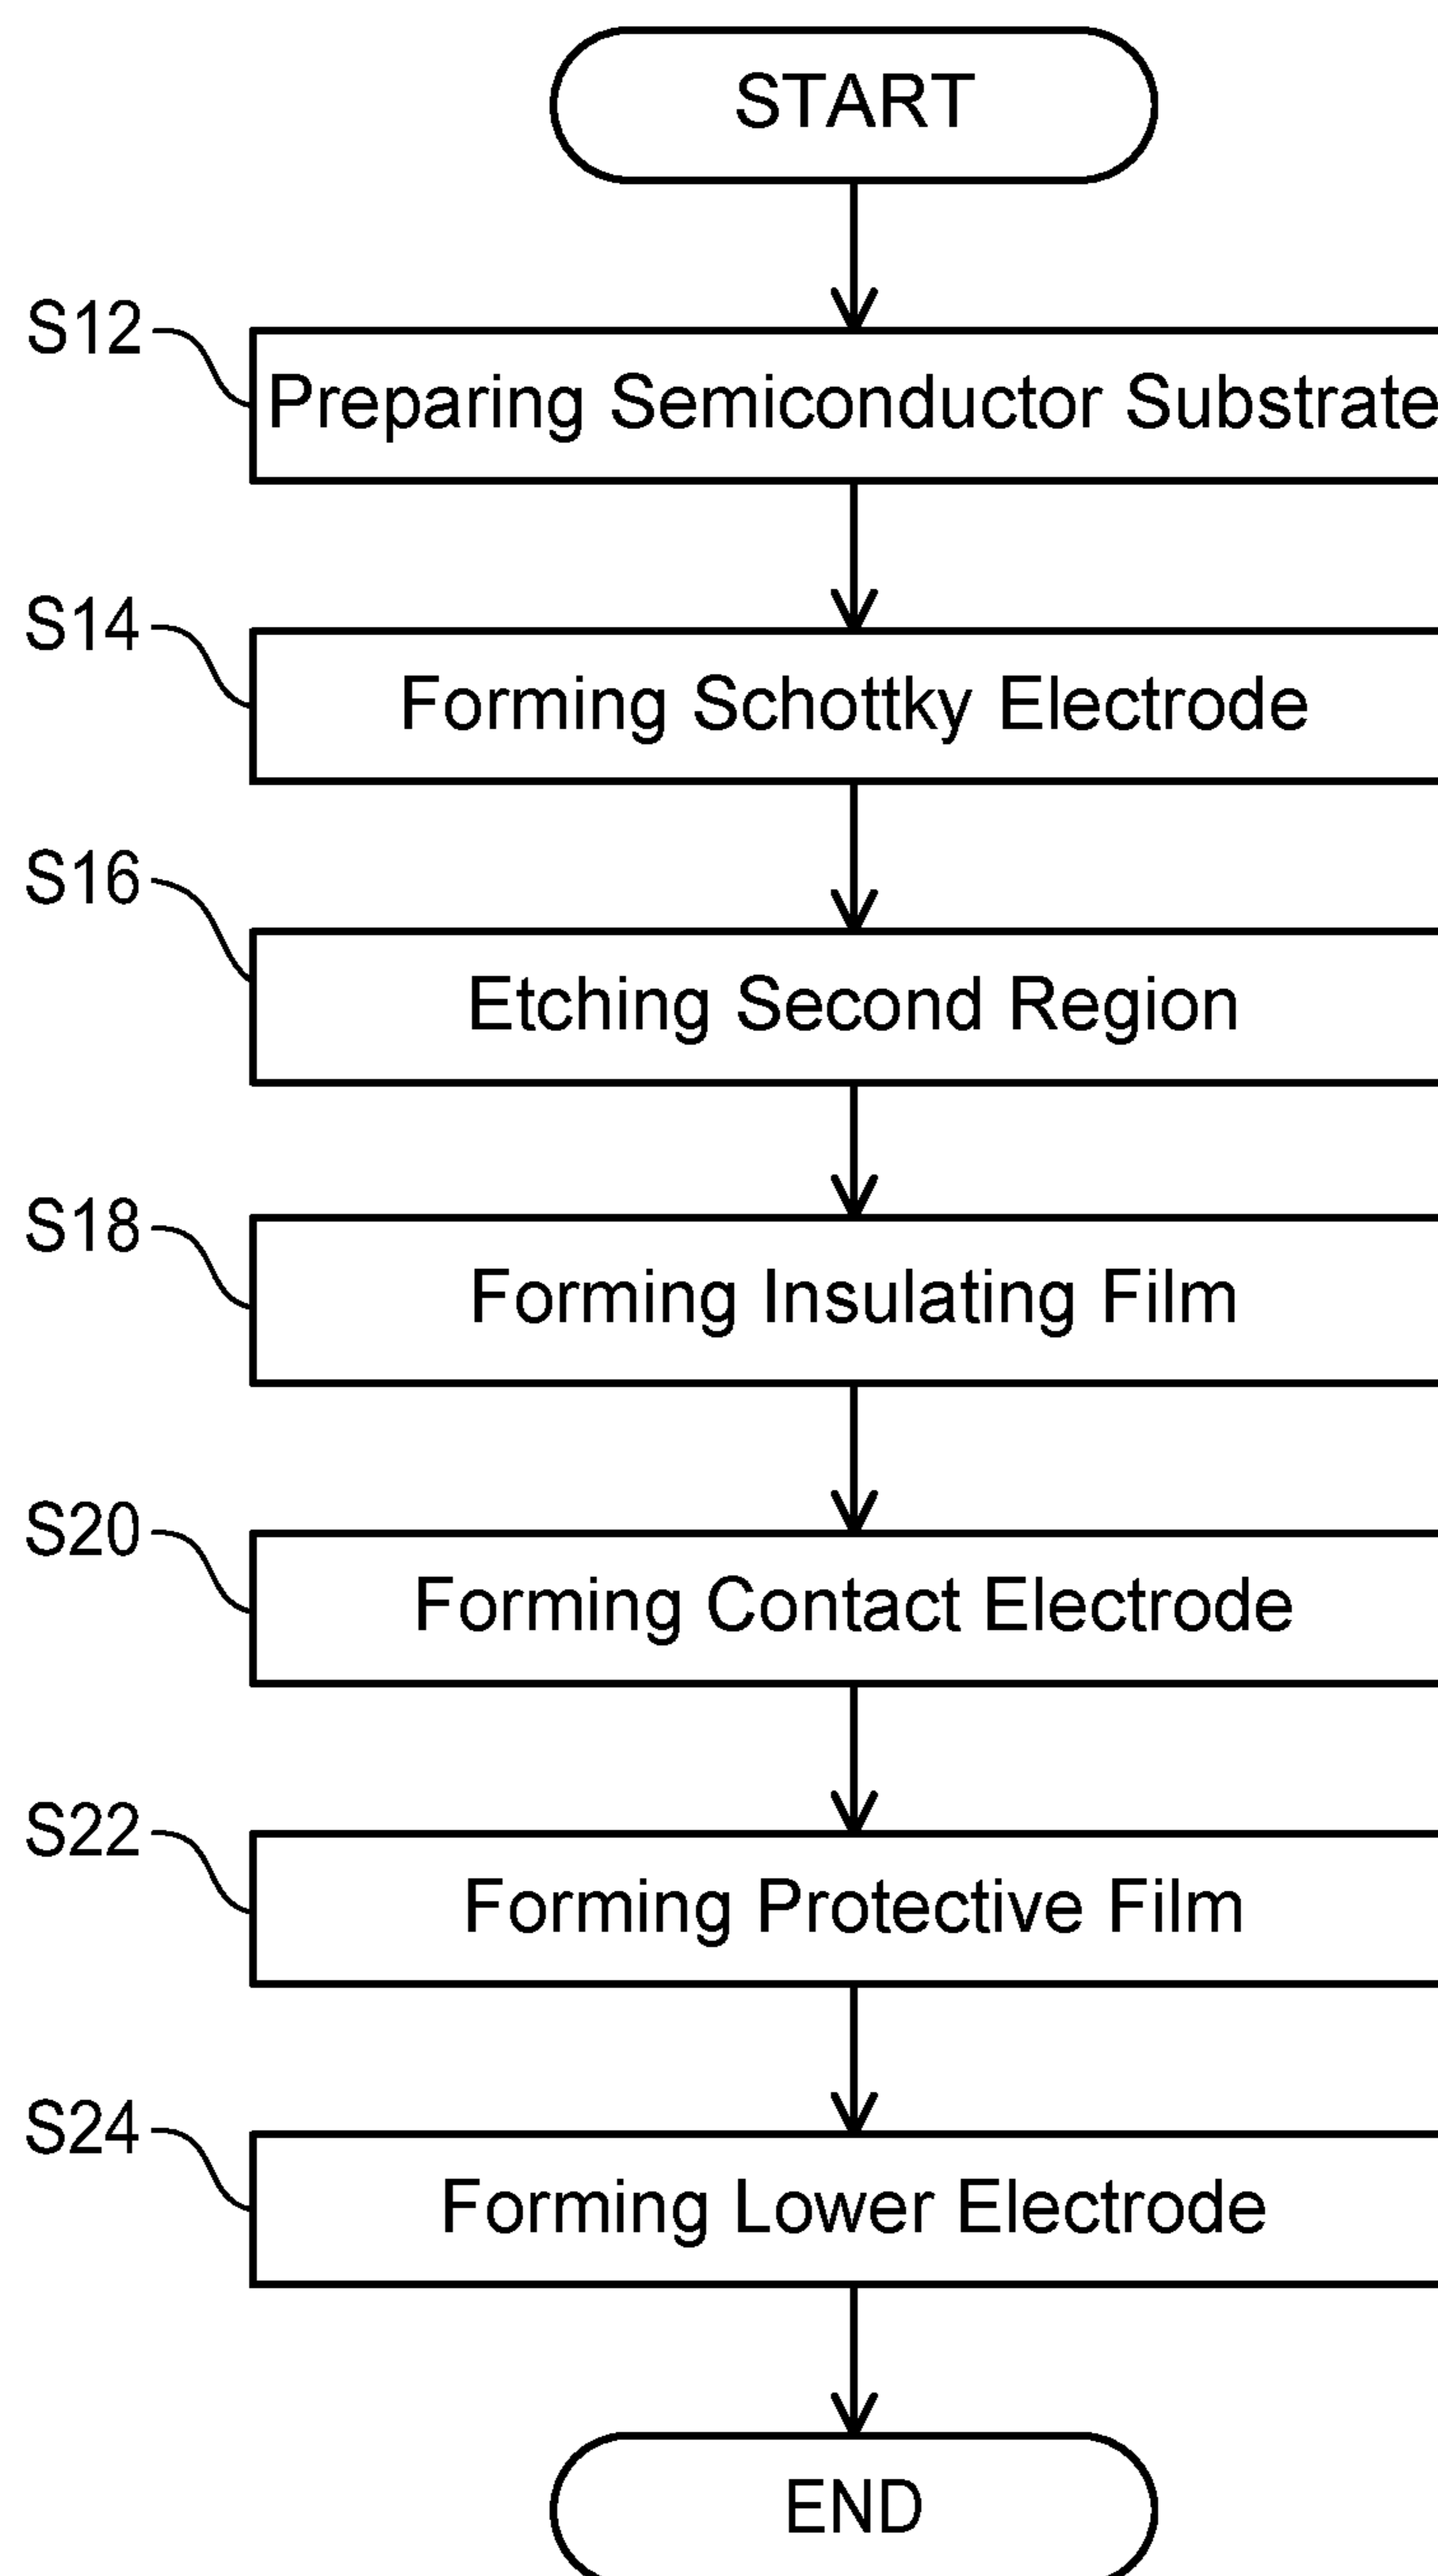 START
S12
Preparing Semiconductor Substrate
S14
Forming Schottky Electrode
S16
Etching Second Region
S18
Forming Insulating Film
S20
Forming Contact Electrode
S22
Forming Protective Film
S24
Forming Lower Electrode
END